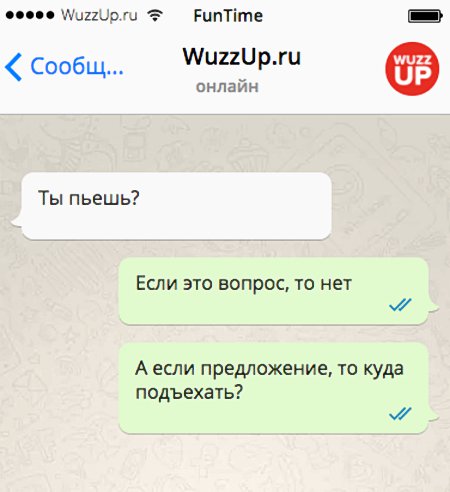 WuzzUp.ru FunTime
Сообщ... WuzzUp.ru
онлайн
WUZZ
UP
Ты пьешь?
Если это вопрос, то нет
А если предложение, то куда
подъехать?